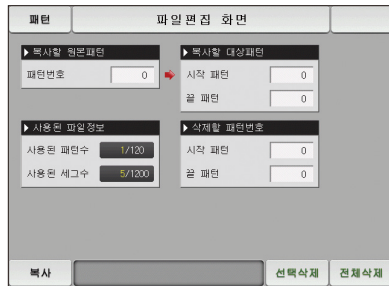 패턴 파일편집 화면
▶ 복사할 원본패턴
패턴번호 0
▶ 복사할 대상패턴
시작 패턴 0
끝 패턴 0
▶ 사용된 파일정보
사용된 패턴수 1/120
사용된 세그수 5/1200
▶ 삭제할 패턴번호
시작 패턴 0
끝 패턴 0
복사 선택삭제 전체삭제